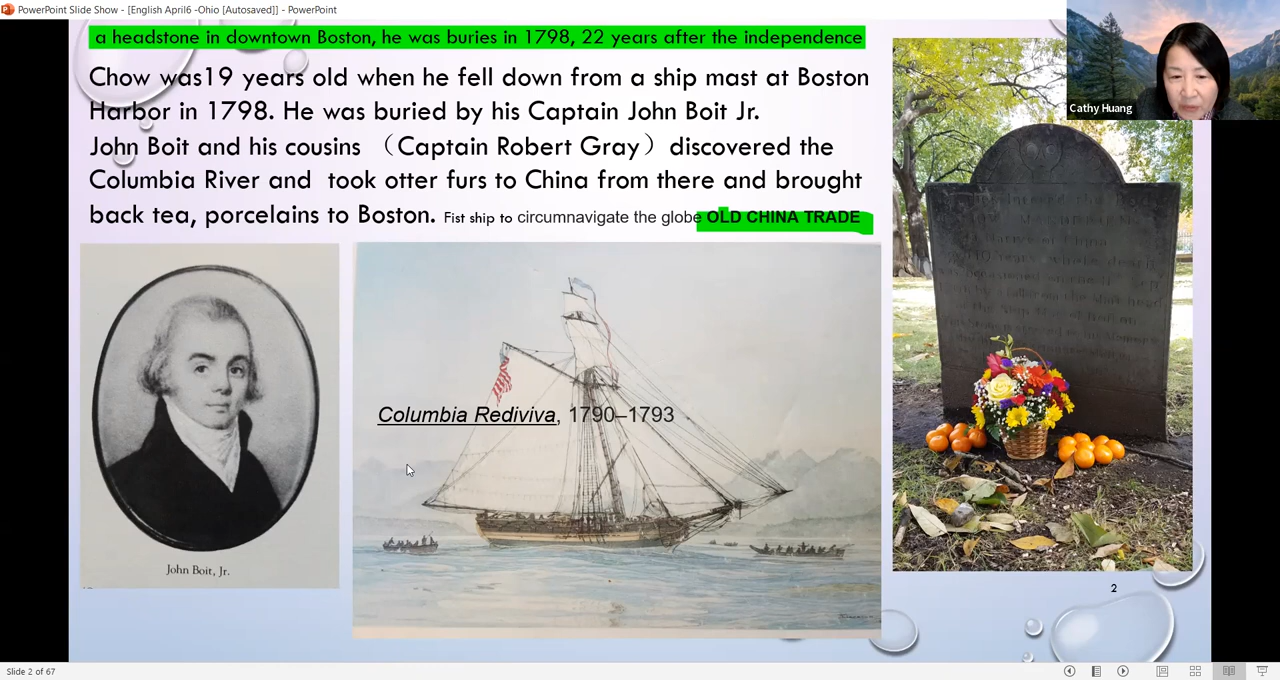 PowerPoint Slide Show - [English April6 -Ohio [Autosaved]] - PowerPoint
a headstone in downtown Boston, he was buries in 1798, 22 years after the independence
Chow was19 years old when he fell down from a ship mast at Boston
Harbor in 1798. He was buried by his Captain John Boit Jr.
John Boit and his cousins （Captain Robert Gray）discovered the
Columbia River and took otter furs to China from there and brought
back tea, porcelains to Boston. Fist ship to circumnavigate the globe OLD CHINA TRADE
Cathy Huang
Columbia Rediviva, 1790–1793
John Boit, Jr.
2
Slide 2 of 67